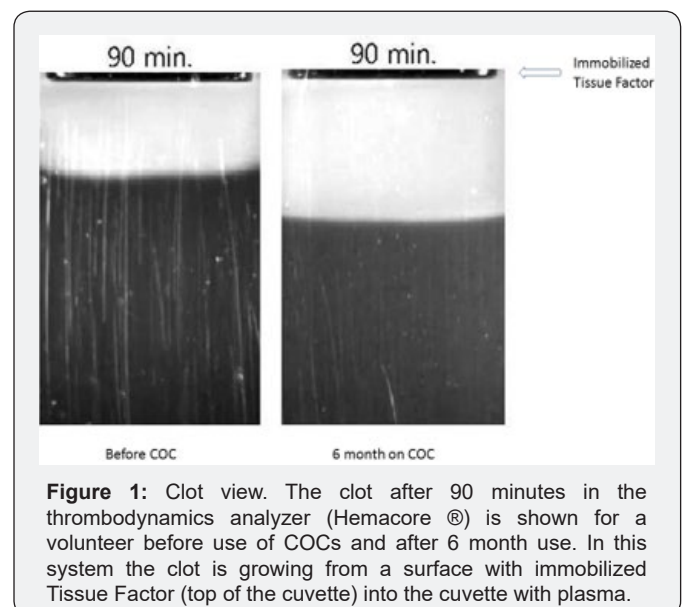 90 min.
90 min.
Immobilized
Tissue Factor
Before COC
6 month on COC
Figure 1: Clot view. The clot after 90 minutes in the
thrombodynamics analyzer (Hemacore ®) is shown for a
volunteer before use of COCs and after 6 month use. In this
system the clot is growing from a surface with immobilized
Tissue Factor (top of the cuvette) into the cuvette with plasma.